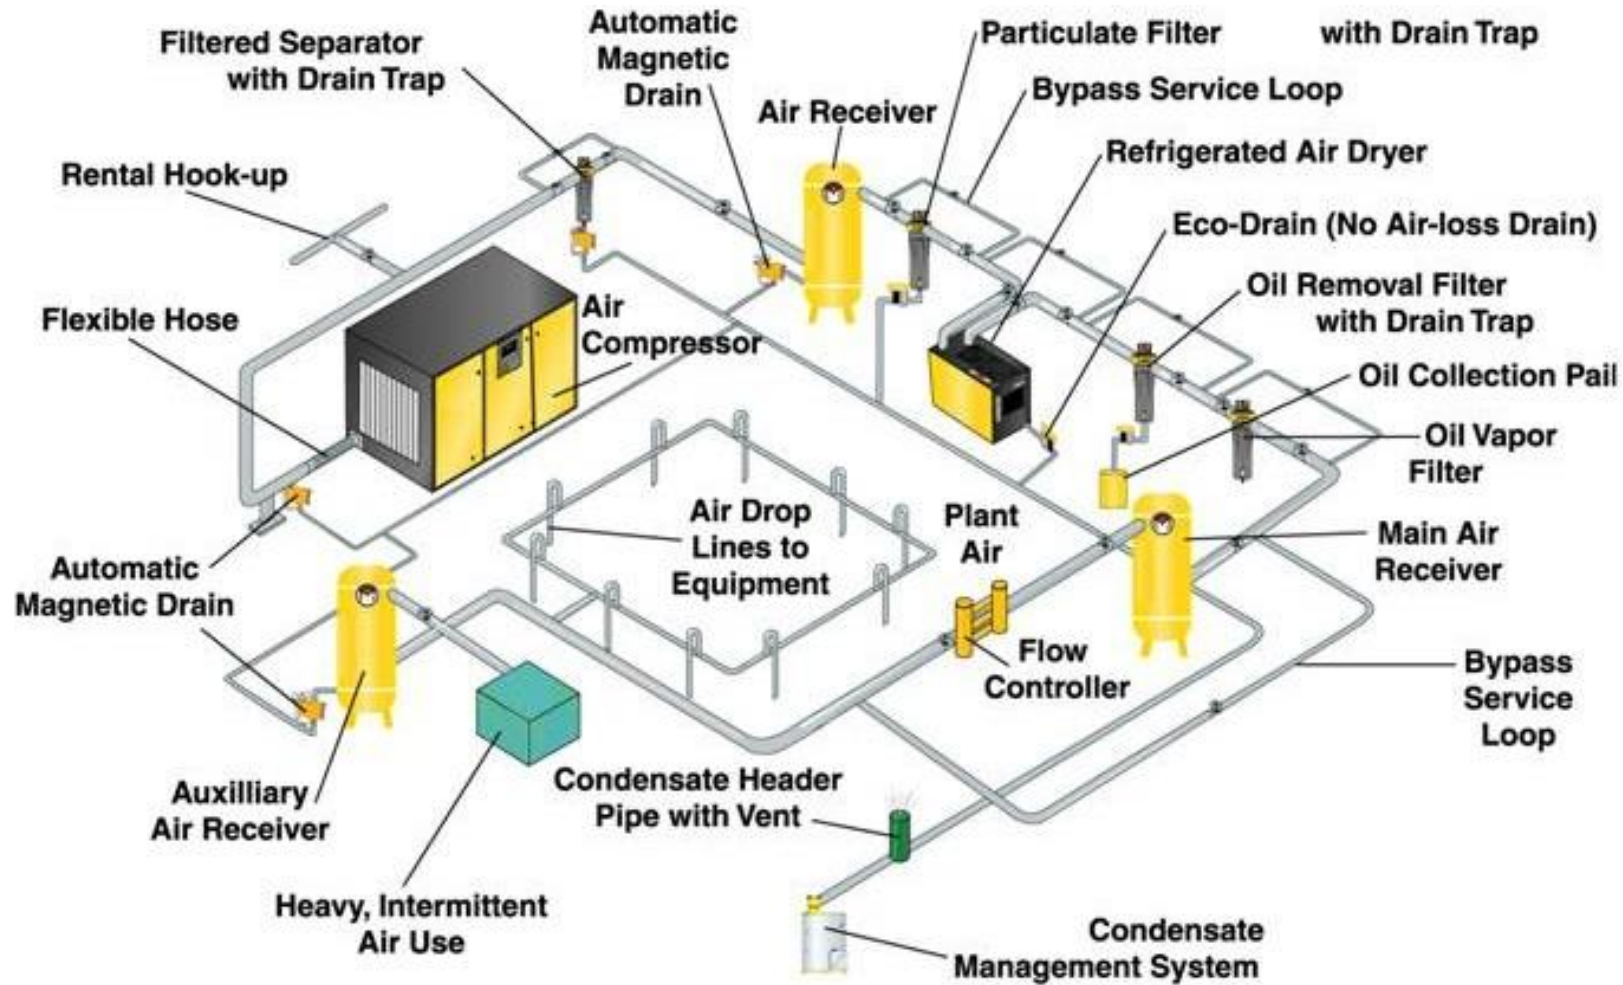 Filtered Separator
with Drain Trap
Automatic
Magnetic
Drain
Air Receiver
Particulate Filter with Drain Trap
Bypass Service Loop
Refrigerated Air Dryer
Rental Hook-up
Eco-Drain (No Air-loss Drain)
Oil Removal Filter
with Drain Trap
Flexible Hose
Air
Compressor
Oil Collection Pail
Oil Vapor
Filter
Air Drop
Lines to
Equipment
Plant
Air
Main Air
Receiver
Automatic
Magnetic Drain
Flow
Controller
Bypass
Service
Loop
Auxilliary
Air Receiver
Condensate Header
Pipe with Vent
Heavy, Intermittent
Air Use
Condensate
Management System